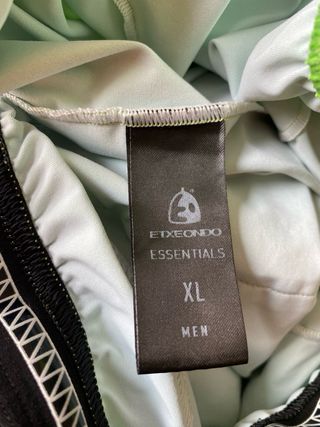 ETXEONDO
ESSENTIALS
XL
MEN